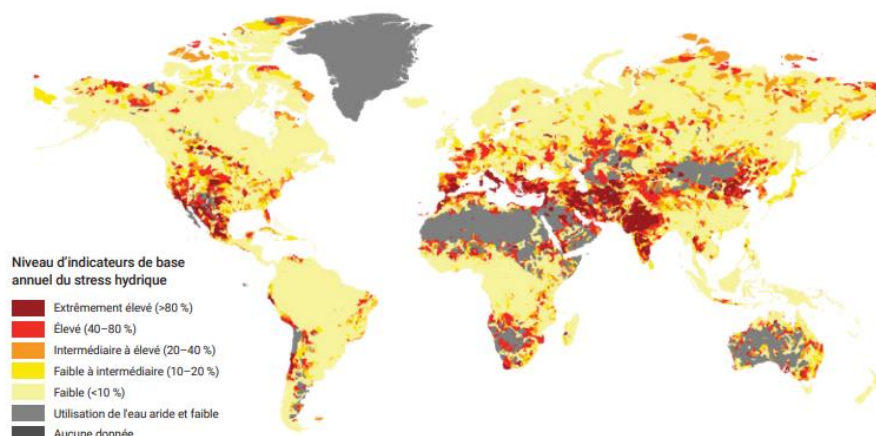 Niveau d'indicateurs de base
annuel du stress hydrique
Extrêmement élevé (>80 %)
Élevé (40–80 %)
Intermédiaire à élevé (20–40 %)
Faible à intermédiaire (10–20 %)
Faible (<10 %)
Utilisation de l'eau aride et faible
Aucune donnée